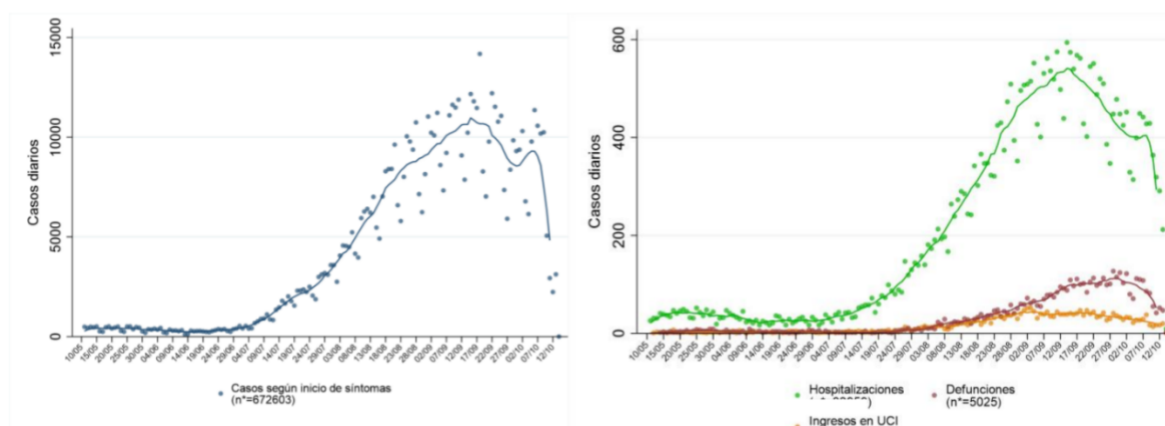 15000
10000
5000
0
Casos diarios
10/05 15/05 20/05 25/05 30/05 04/06 09/06 14/06 19/06 24/06 29/06 04/07 09/07 14/07 19/07 24/07 29/07 03/08 08/08 13/08 18/08 23/08 28/08 02/09 07/09 12/09 17/09 22/09 27/09 02/10 07/10 12/10
Casos según inicio de síntomas
(n*=672603)
600
400
200
0
Casos diarios
10/05 15/05 20/05 25/05 30/05 04/06 09/06 14/06 19/06 24/06 29/06 04/07 09/07 14/07 19/07 24/07 29/07 03/08 08/08 13/08 18/08 23/08 28/08 02/09 07/09 12/09 17/09 22/09 27/09 02/10 07/10 12/10
Hospitalizaciones
Defunciones
(n*=5025)
Ingresos en UCI